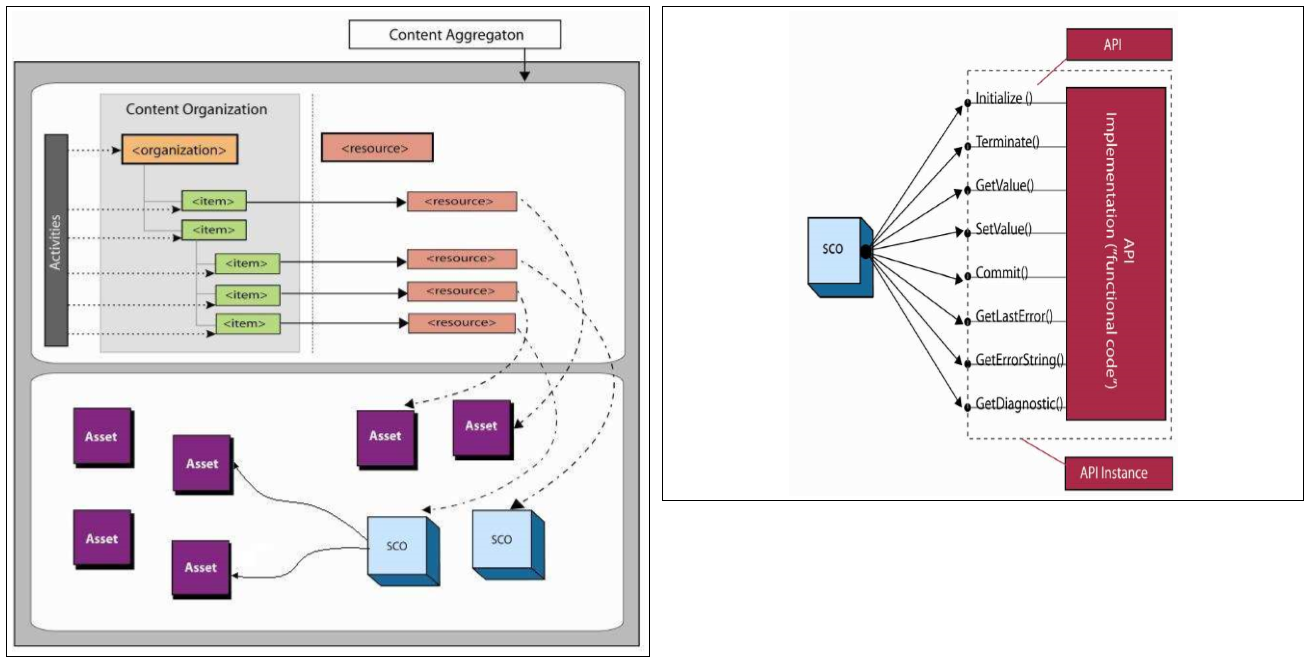 Content Aggregaton
Content Organization
<organization>
<resource>
Activities
<item>
<resource>
<item>
<item>
<resource>
<item>
<resource>
<item>
<resource>
Asset
Asset
Asset
Asset
Asset
Asset
SCO
SCO
API
Initialize ()
Terminate()
GetValue()
SetValue()
Commit()
GetLastError()
GetErrorString()
GetDiagnostic()
SCO
API
Implementation ("functional code")
API Instance